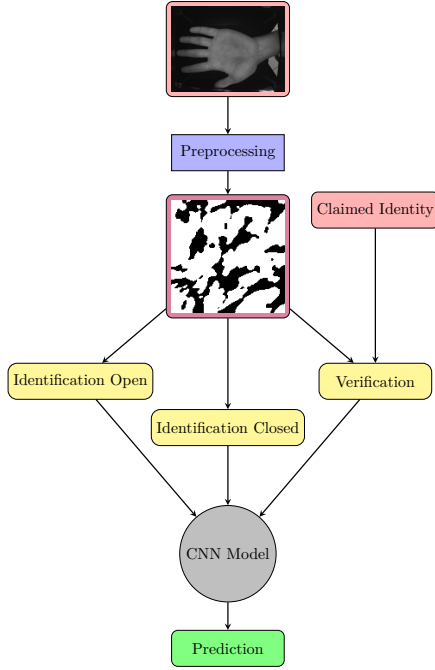 Preprocessing
Claimed Identity
Identification Open
Verification
Identification Closed
CNN Model
Prediction